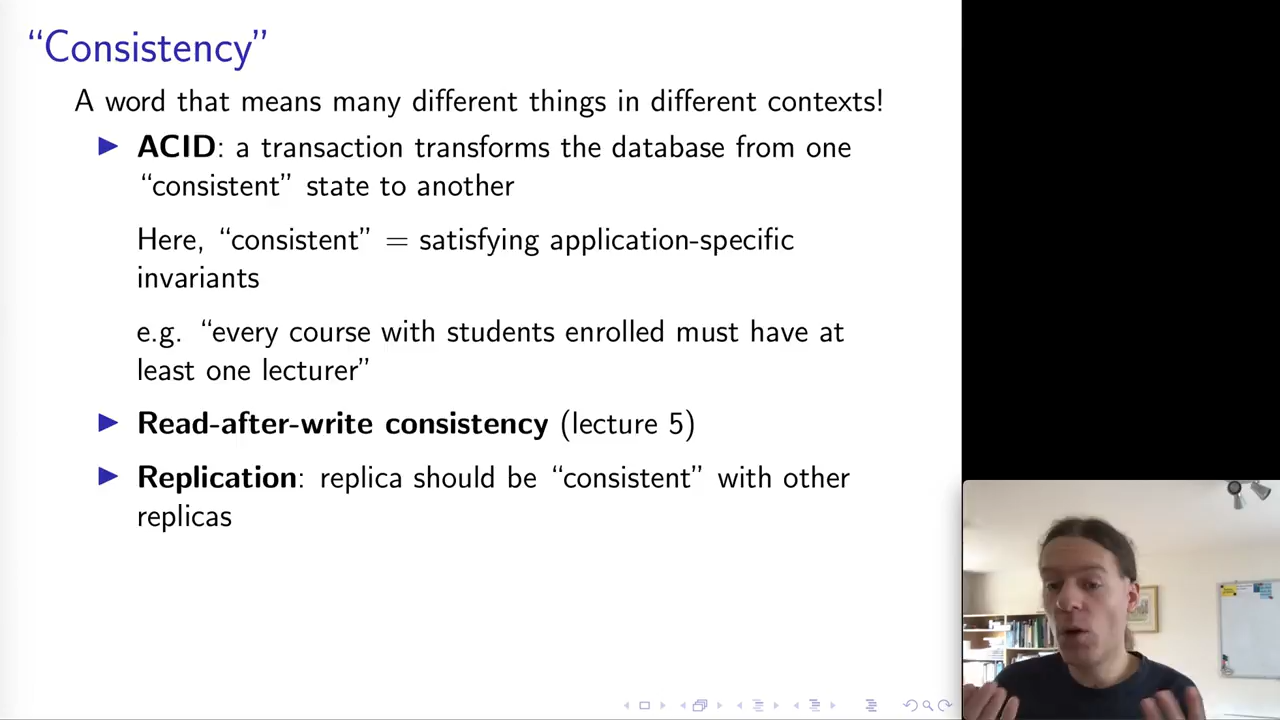 “Consistency”
A word that means many different things in different contexts!
ACID: a transaction transforms the database from one
“consistent” state to another
Here, “consistent” = satisfying application-specific
invariants
e.g. “every course with students enrolled must have at
least one lecturer”
Read-after-write consistency (lecture 5)
Replication: replica should be “consistent” with other
replicas